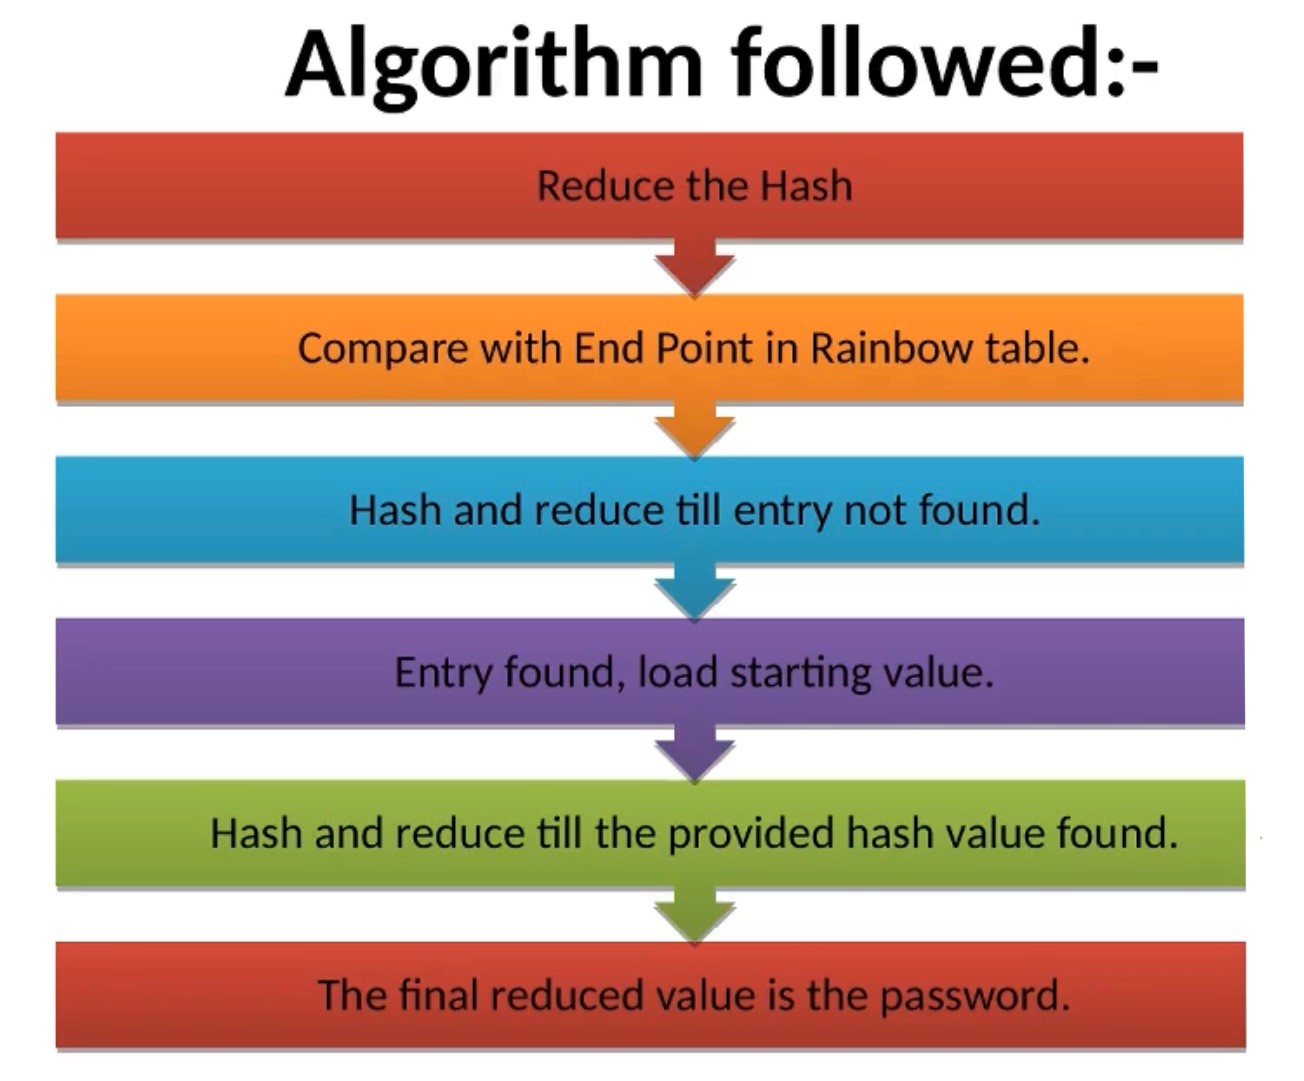 Algorithm followed:-
Reduce the Hash
Compare with End Point in Rainbow table.
Hash and reduce till entry not found.
Entry found, load starting value.
Hash and reduce till the provided hash value found.
The final reduced value is the password.